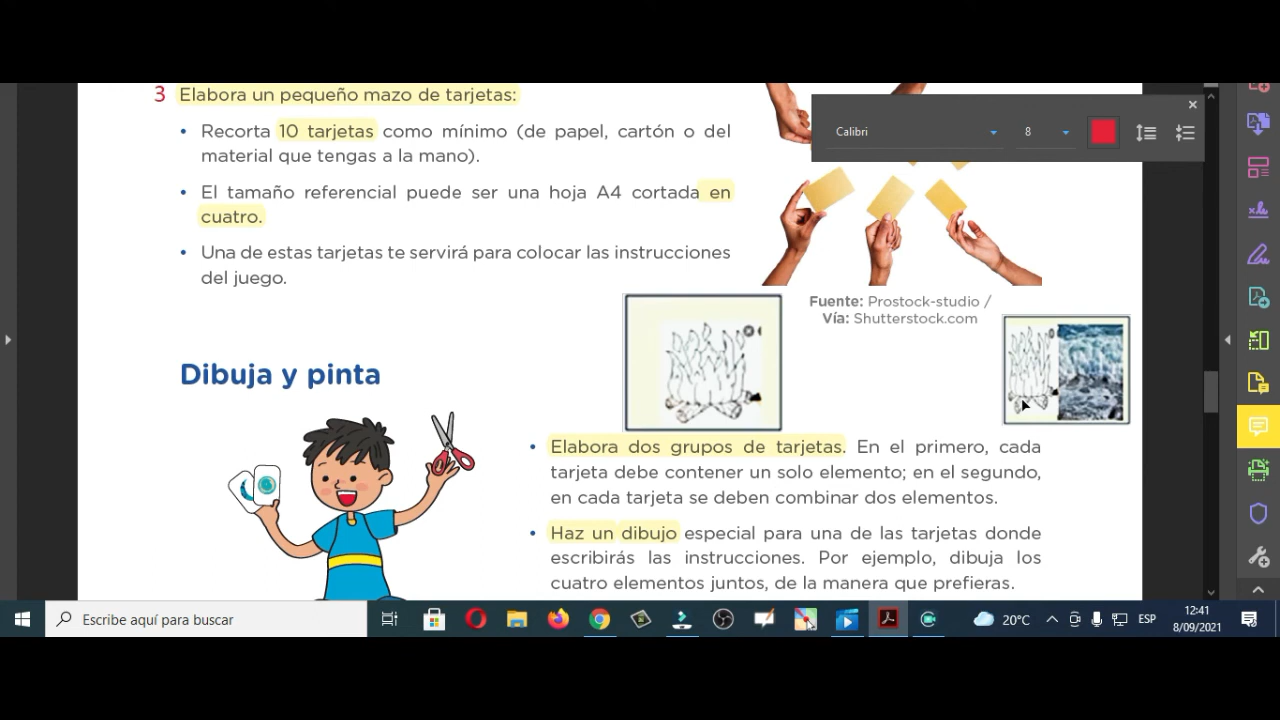 3 Elabora un pequeño mazo de tarjetas:
• Recorta 10 tarjetas como mínimo (de papel, cartón o del
material que tengas a la mano).
• El tamaño referencial puede ser una hoja A4 cortada en
cuatro.
• Una de estas tarjetas te servirá para colocar las instrucciones
del juego.
Calibri
8
Fuente: Prostock-studio /
Vía: Shutterstock.com
Dibuja y pinta
• Elabora dos grupos de tarjetas. En el primero, cada
tarjeta debe contener un solo elemento; en el segundo,
en cada tarjeta se deben combinar dos elementos.
• Haz un dibujo especial para una de las tarjetas donde
escribirás las instrucciones. Por ejemplo, dibuja los
cuatro elementos juntos, de la manera que prefieras.
Escribe aquí para buscar
20°C
ESP
12:41
8/09/2021